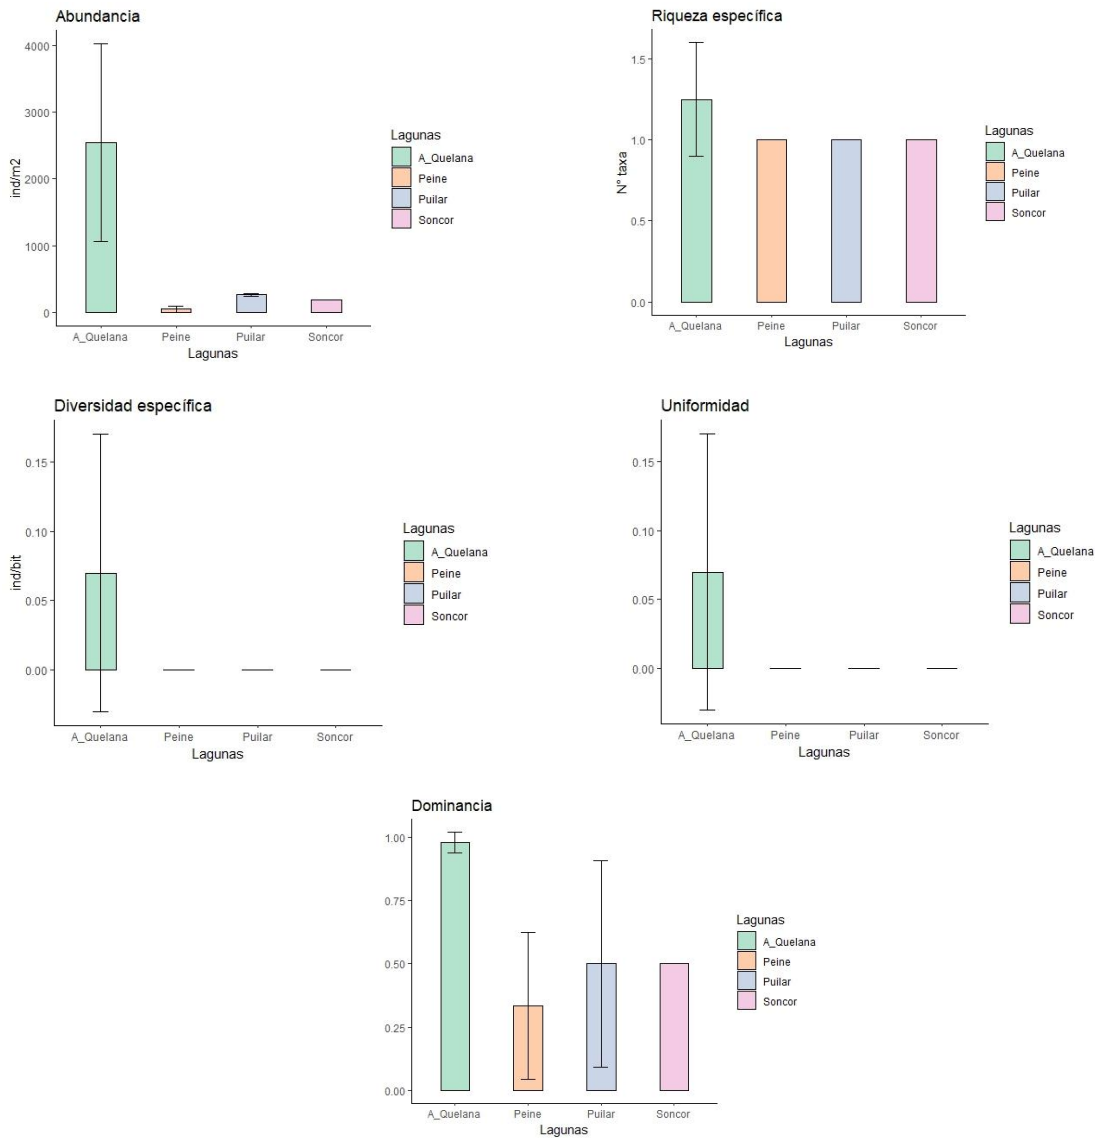 Abundancia
4000
3000
2000
1000
0
ind/m2
A_Quelana Peine Puilar Soncor
Lagunas
Lagunas
A_Quelana
Peine
Puilar
Soncor
Riqueza específica
1.5
1.0
0.5
0.0
N° taxa
A_Quelana Peine Puilar Soncor
Lagunas
Lagunas
A_Quelana
Peine
Puilar
Soncor
Diversidad específica
0.15
0.10
0.05
0.00
ind/bit
A_Quelana Peine Puilar Soncor
Lagunas
Lagunas
A_Quelana
Peine
Puilar
Soncor
Uniformidad
0.15
0.10
0.05
0.00
A_Quelana Peine Puilar Soncor
Lagunas
Lagunas
A_Quelana
Peine
Puilar
Soncor
Dominancia
1.00
0.75
0.50
0.25
0.00
A_Quelana Peine Puilar Soncor
Lagunas
Lagunas
A_Quelana
Peine
Puilar
Soncor